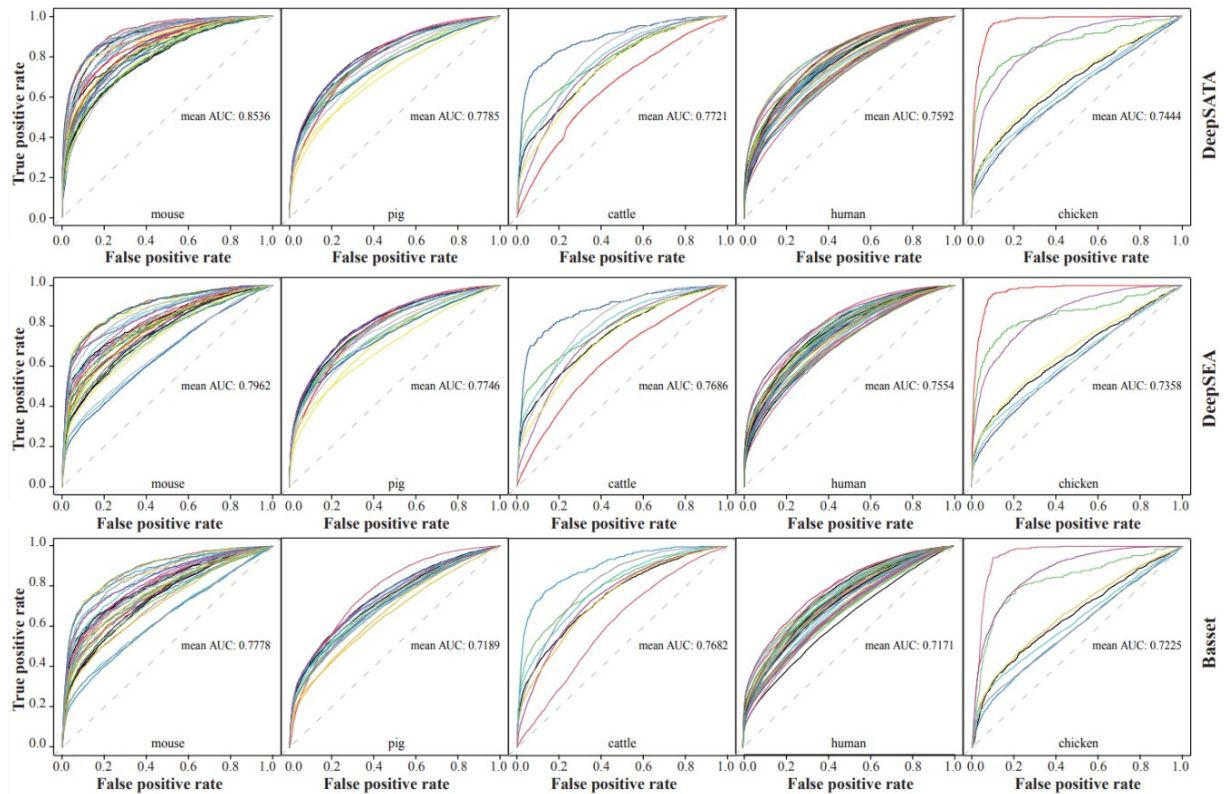 1.0
0.8
0.6
0.4
0.2
0.0
True positive rate
mean AUC: 0.8536
mouse
mean AUC: 0.7785
pig
mean AUC: 0.7721
cattle
mean AUC: 0.7592
human
mean AUC: 0.7444
chicken
DeepSATA
0.0 0.2 0.4 0.6 0.8 1.0
0.0 0.2 0.4 0.6 0.8 1.0
0.0 0.2 0.4 0.6 0.8 1.0
0.0 0.2 0.4 0.6 0.8 1.0
0.0 0.2 0.4 0.6 0.8 1.0
False positive rate
False positive rate
False positive rate
False positive rate
False positive rate
1.0
0.8
0.6
0.4
0.2
0.0
True positive rate
mean AUC: 0.7962
mouse
mean AUC: 0.7746
pig
mean AUC: 0.7686
cattle
mean AUC: 0.7554
human
mean AUC: 0.7358
chicken
DeepSEA
0.0 0.2 0.4 0.6 0.8 1.0
0.0 0.2 0.4 0.6 0.8 1.0
0.0 0.2 0.4 0.6 0.8 1.0
0.0 0.2 0.4 0.6 0.8 1.0
0.0 0.2 0.4 0.6 0.8 1.0
False positive rate
False positive rate
False positive rate
False positive rate
False positive rate
1.0
0.8
0.6
0.4
0.2
0.0
True positive rate
mean AUC: 0.7778
mouse
mean AUC: 0.7189
pig
mean AUC: 0.7682
cattle
mean AUC: 0.7171
human
mean AUC: 0.7225
chicken
Basset
0.0 0.2 0.4 0.6 0.8 1.0
0.0 0.2 0.4 0.6 0.8 1.0
0.0 0.2 0.4 0.6 0.8 1.0
0.0 0.2 0.4 0.6 0.8 1.0
0.0 0.2 0.4 0.6 0.8 1.0
False positive rate
False positive rate
False positive rate
False positive rate
False positive rate